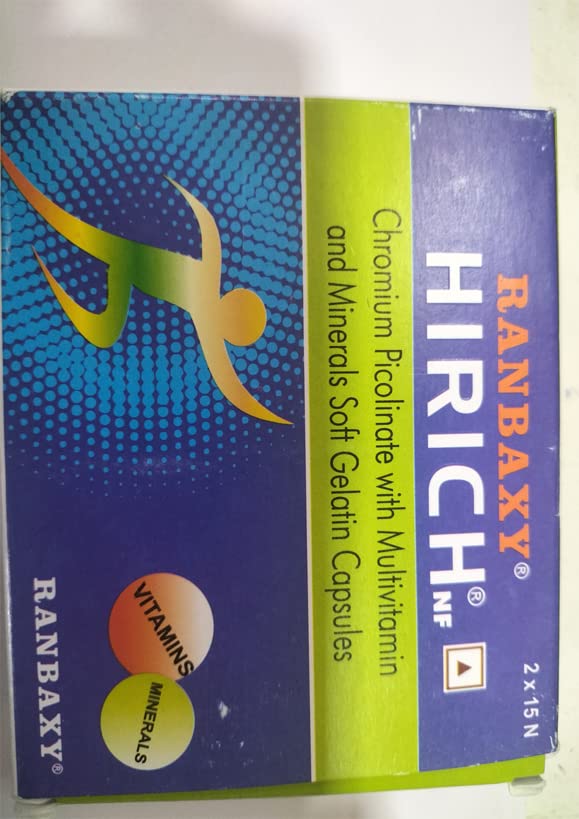 2 x 15 N
RANBAXY®
HIRICH® NF
Chromium Picolinate with Multivitamin
and Minerals Soft Gelatin Capsules
VITAMINS
MINERALS
RANBAXY®